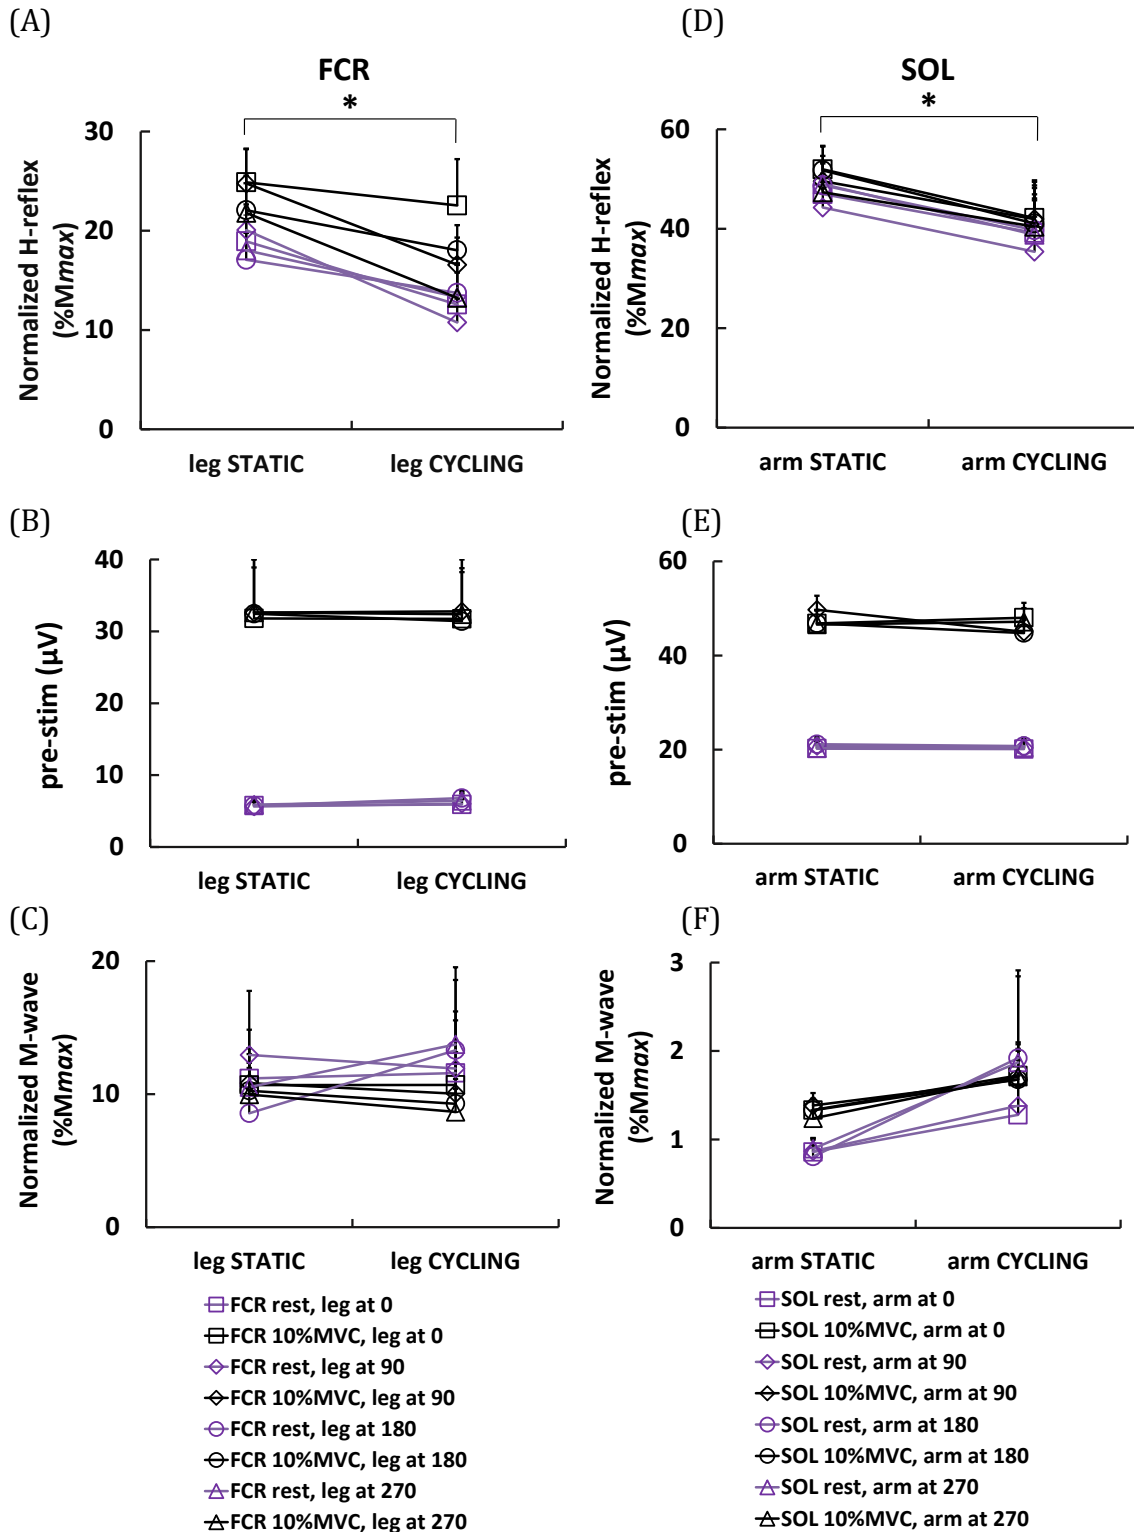 (A)
FCR
*
Normalized H-reflex
(%Mmax)
30
20
10
0
leg STATIC
leg CYCLING
(D)
SOL
*
Normalized H-reflex
(%Mmax)
60
40
20
0
arm STATIC
arm CYCLING
(B)
pre-stim (µV)
40
30
20
10
0
leg STATIC
leg CYCLING
(E)
pre-stim (µV)
60
40
20
0
arm STATIC
arm CYCLING
(C)
Normalized M-wave
(%Mmax)
20
10
0
leg STATIC
leg CYCLING
FCR rest, leg at 0
FCR 10%MVC, leg at 0
FCR rest, leg at 90
FCR 10%MVC, leg at 90
FCR rest, leg at 180
FCR 10%MVC, leg at 180
FCR rest, leg at 270
FCR 10%MVC, leg at 270
(F)
Normalized M-wave
(%Mmax)
3
2
1
0
arm STATIC
arm CYCLING
SOL rest, arm at 0
SOL 10%MVC, arm at 0
SOL rest, arm at 90
SOL 10%MVC, arm at 90
SOL rest, arm at 180
SOL 10%MVC, arm at 180
SOL rest, arm at 270
SOL 10%MVC, arm at 270